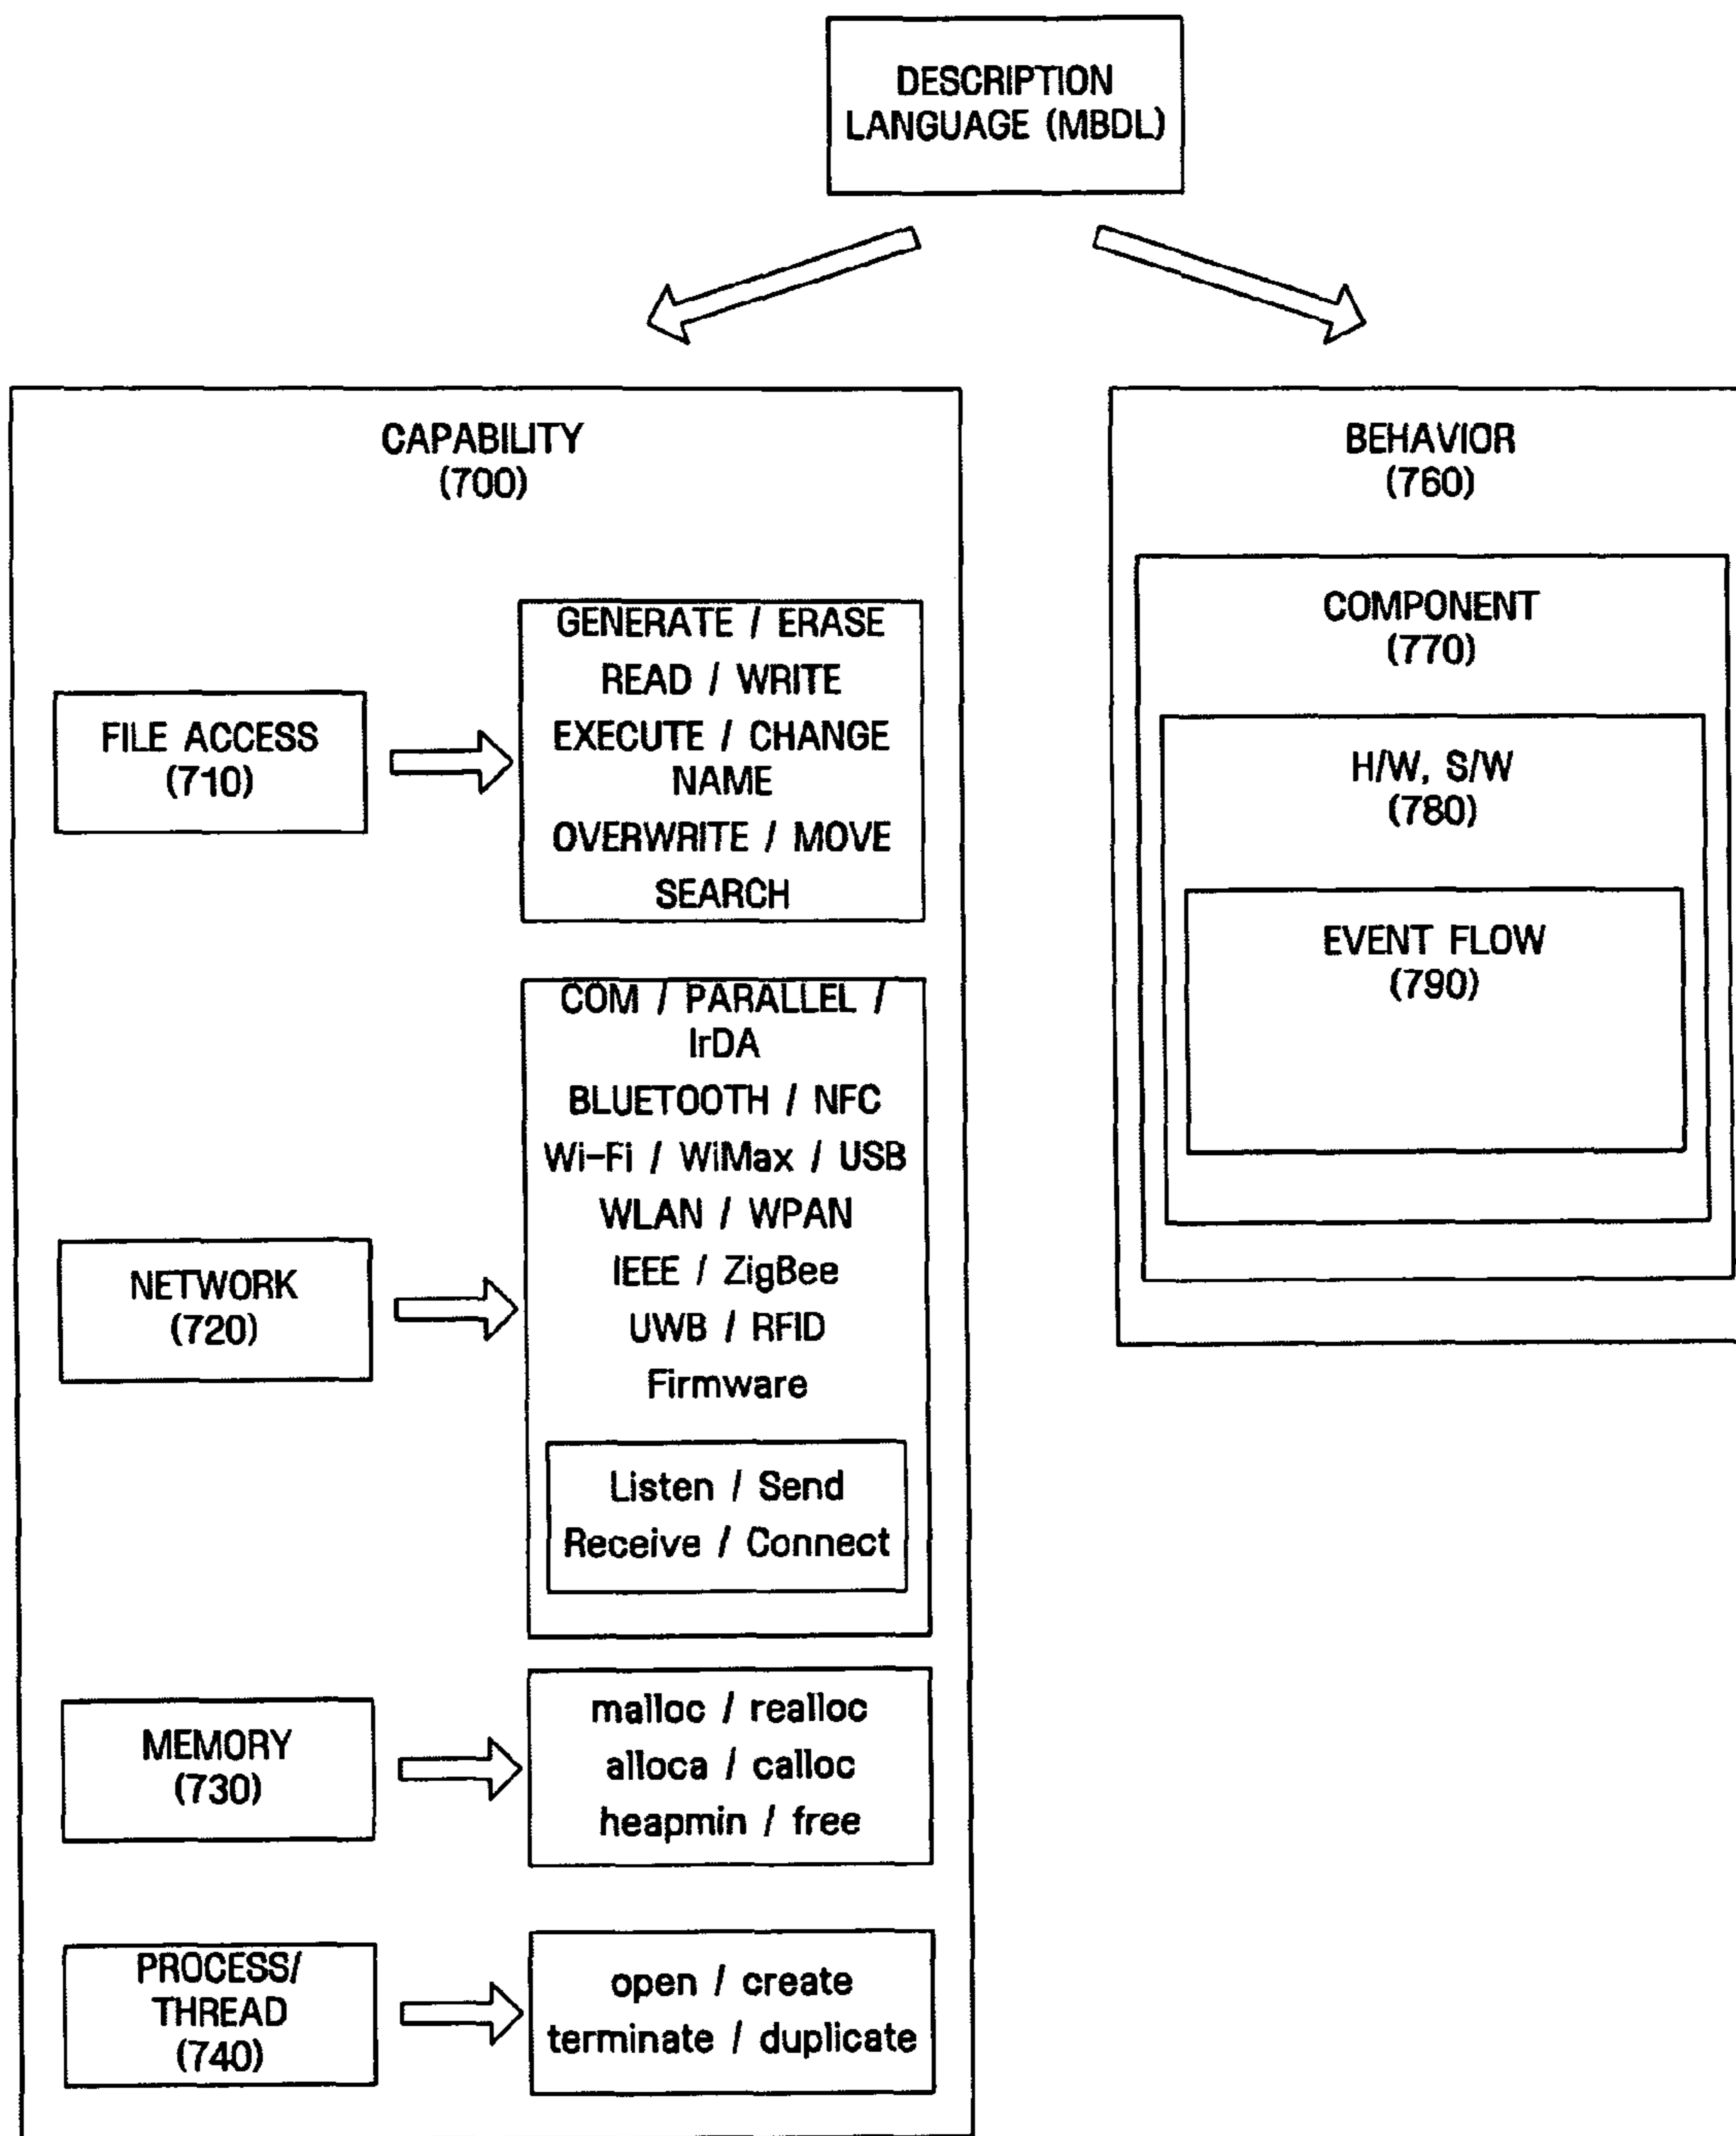 DESCRIPTION
LANGUAGE (MBDL)
CAPABILITY
(700)
FILE ACCESS
(710)
GENERATE / ERASE
READ / WRITE
EXECUTE / CHANGE
NAME
OVERWRITE / MOVE
SEARCH
NETWORK
(720)
COM / PARALLEL /
IrDA
BLUETOOTH / NFC
Wi-Fi / WiMax / USB
WLAN / WPAN
IEEE / ZigBee
UWB / RFID
Firmware
Listen / Send
Receive / Connect
MEMORY
(730)
malloc / realloc
alloca / calloc
heapmin / free
PROCESS/
THREAD
(740)
open / create
terminate / duplicate
BEHAVIOR
(760)
COMPONENT
(770)
H/W, S/W
(780)
EVENT FLOW
(790)